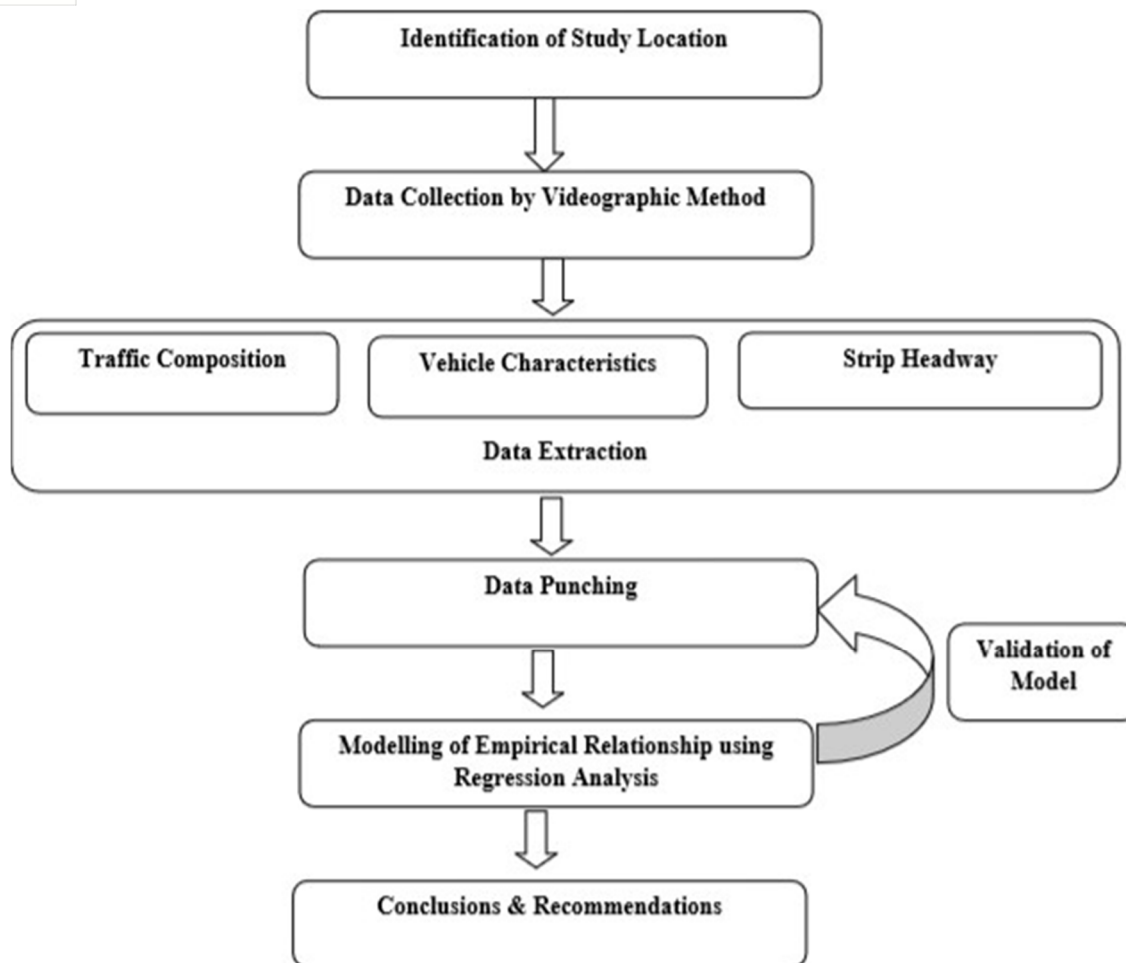 Identification of Study Location
Data Collection by Videographic Method
Traffic Composition
Vehicle Characteristics
Strip Headway
Data Extraction
Data Punching
Validation of
Model
Modelling of Empirical Relationship using
Regression Analysis
Conclusions & Recommendations